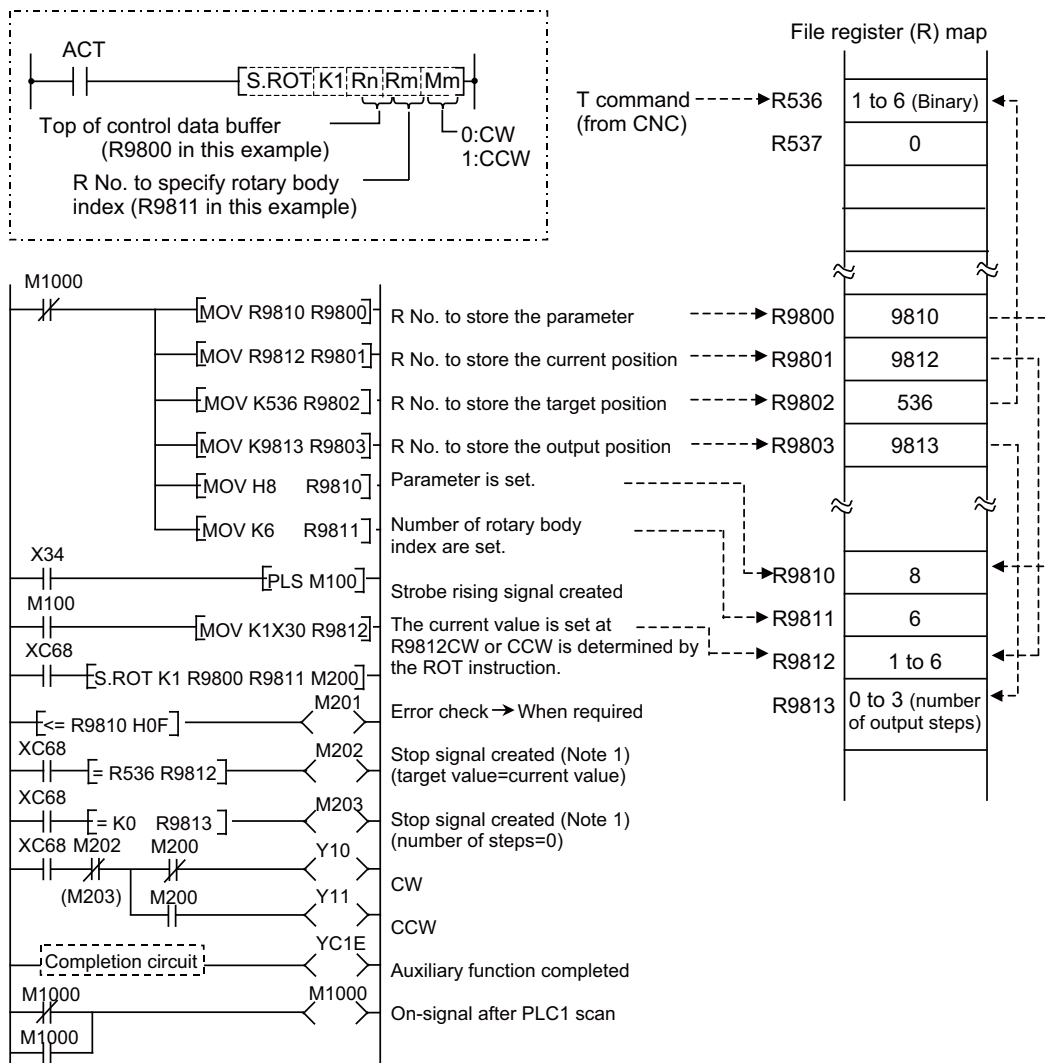 ACT
S.ROT K1 Rn Rm Mm
Top of control data buffer
(R9800 in this example)
0:CW
1:CCW
R No. to specify rotary body
index (R9811 in this example)
File register (R) map
T command
(from CNC)
R536
1 to 6 (Binary)
R537
0
M1000
MOV R9810 R9800
R No. to store the parameter
R9800
9810
MOV R9812 R9801
R No. to store the current position
R9801
9812
MOV K536 R9802
R No. to store the target position
R9802
536
MOV K9813 R9803
R No. to store the output position
R9803
9813
MOV H8 R9810
Parameter is set.
MOV K6 R9811
Number of rotary body
index are set.
X34
PLS M100
Strobe rising signal created
R9810
8
M100
MOV K1X30 R9812
The current value is set at
R9812CW or CCW is determined by
the ROT instruction.
R9811
6
XC68
S.ROT K1 R9800 R9811 M200
R9812
1 to 6
<= R9810 H0F
M201
Error check → When required
R9813
0 to 3 (number
of output steps)
XC68
= R536 R9812
M202
Stop signal created (Note 1)
(target value=current value)
XC68
= K0 R9813
M203
Stop signal created (Note 1)
(number of steps=0)
XC68 M202 M200
(M203)
Y10
CW
M200
Y11
CCW
Completion circuit
YC1E
Auxiliary function completed
M1000
M1000
On-signal after PLC1 scan
M1000